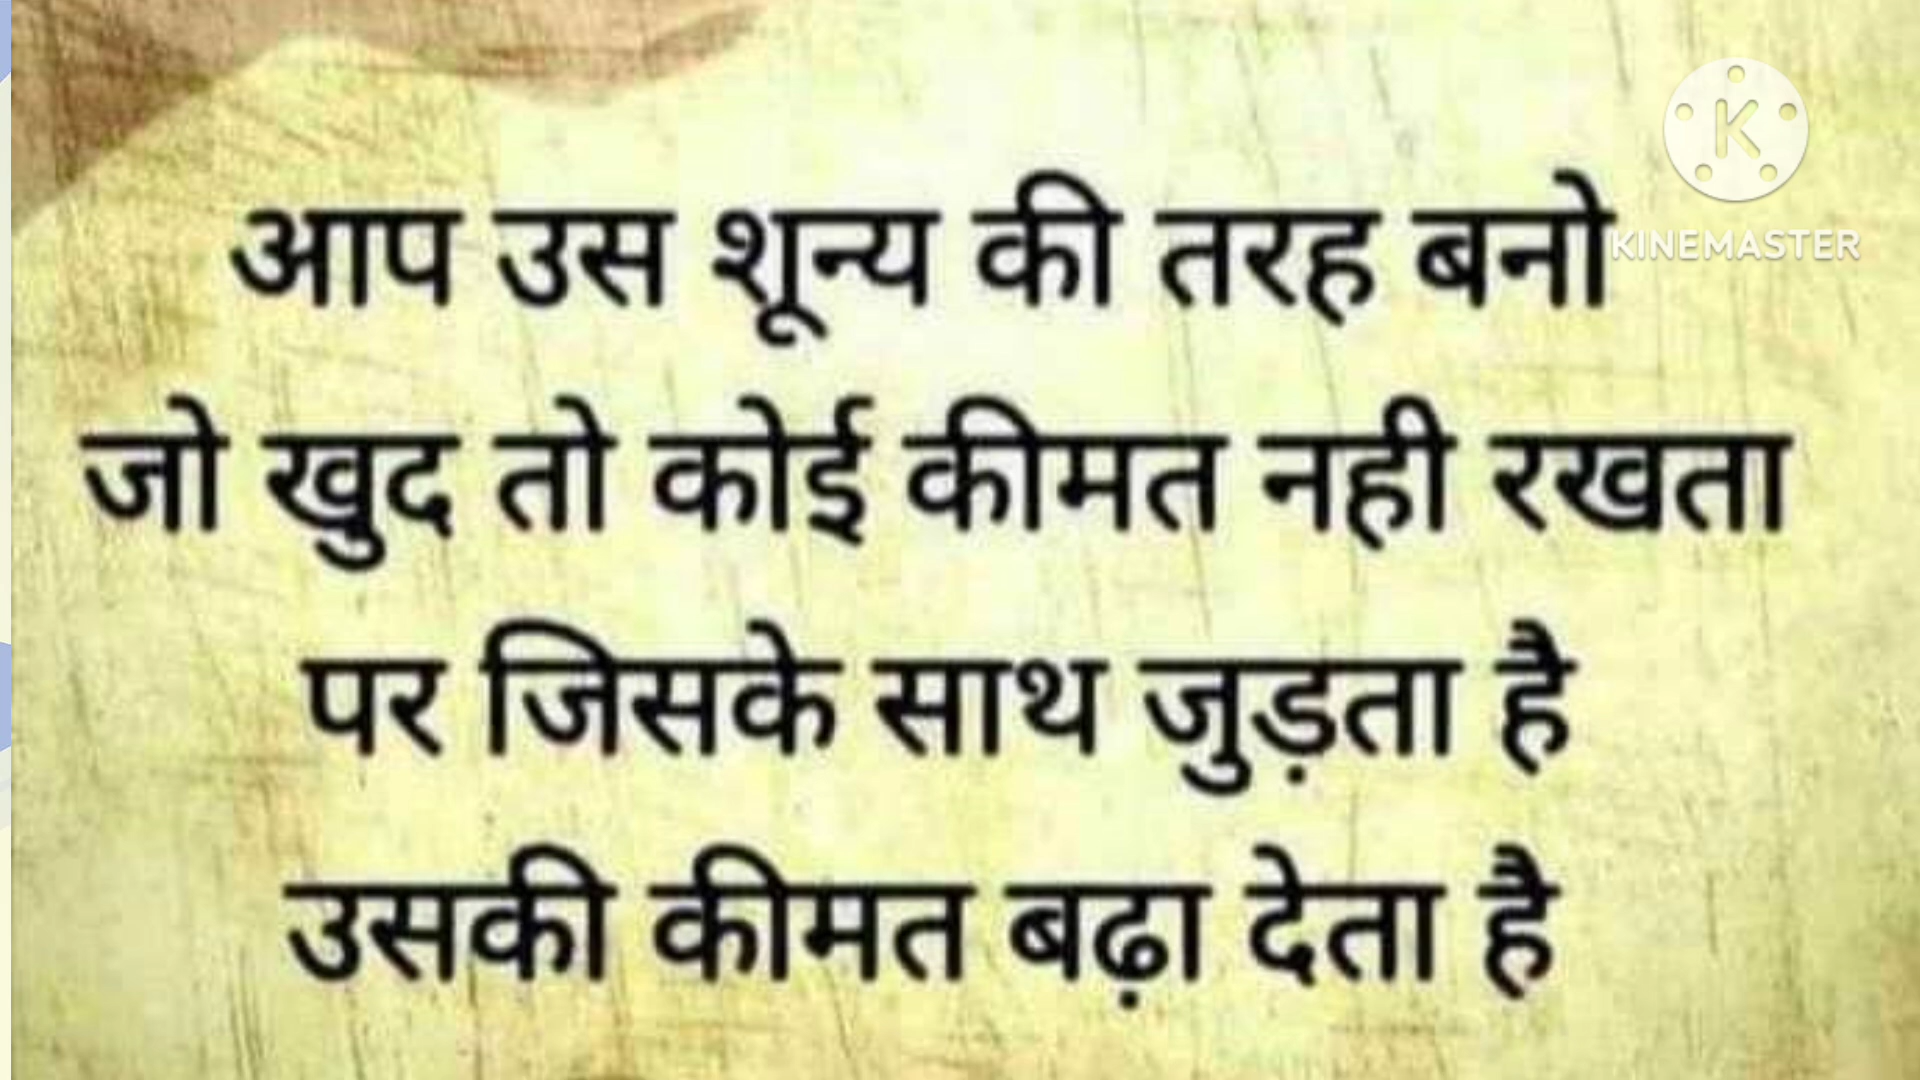 आप उस शून्य की तरह बनो
जो खुद तो कोई कीमत नही रखता
पर जिसके साथ जुड़ता है
उसकी कीमत बढ़ा देता है
K
KINEMASTER